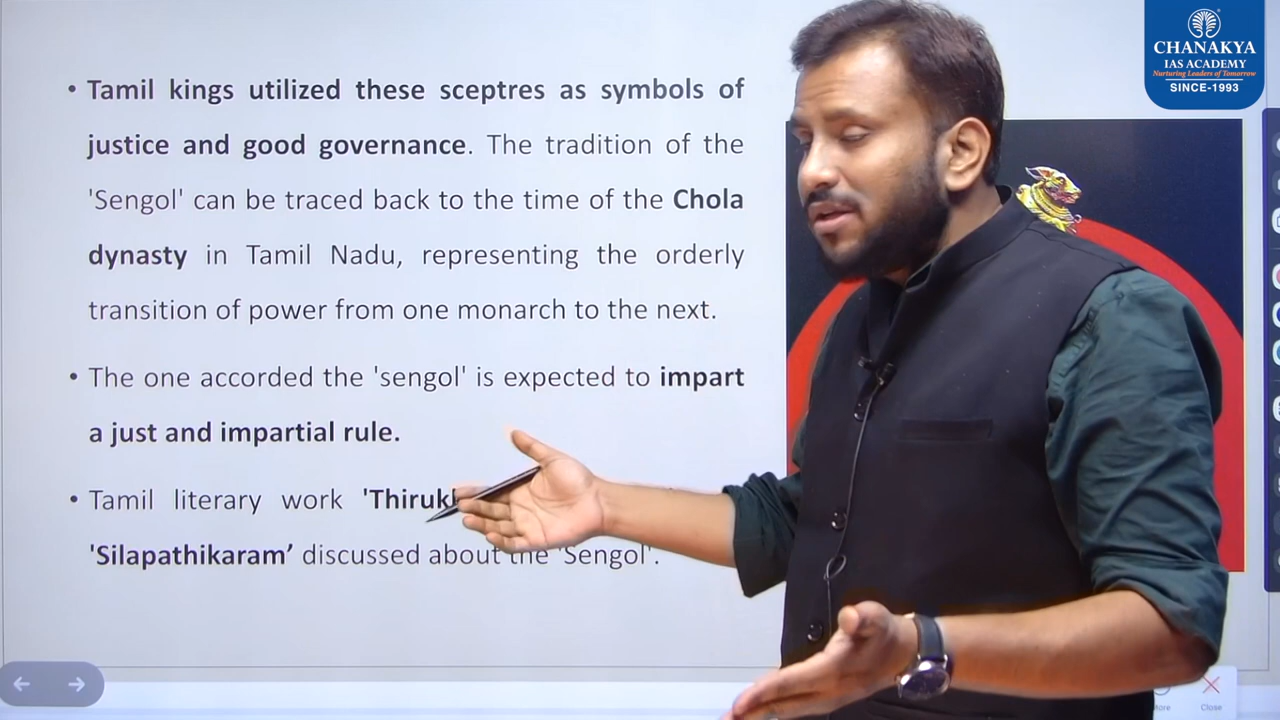 CHANAKYA
IAS ACADEMY
Nurturing Leaders of Tomorrow
SINCE-1993
• Tamil kings utilized these sceptres as symbols of
justice and good governance. The tradition of the
'Sengol' can be traced back to the time of the Chola
dynasty in Tamil Nadu, representing the orderly
transition of power from one monarch to the next.
• The one accorded the 'sengol' is expected to impart
a just and impartial rule.
• Tamil literary work
'Silapathikaram’ discussed about the 'Sengol'.
Close